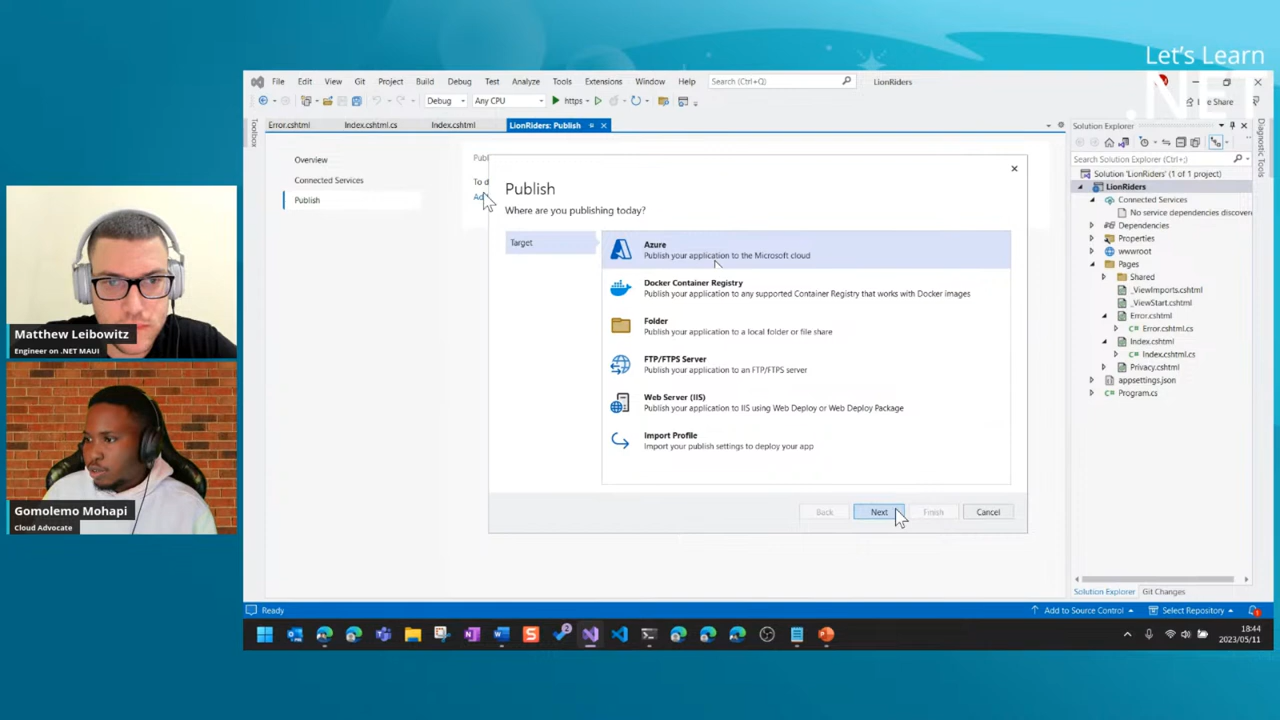 Let's Learn
.NET
File Edit View Git Project Build Debug Test Analyze Tools Extensions Window Help Search (Ctrl+Q) LionRiders
Debug Any CPU https Share
Error.cshtml Index.cshtml.cs Index.cshtml LionRiders: Publish
Toolbox
Overview
Connected Services
Publish
Publ
To d
Ad
Publish
Where are you publishing today?
Target
Azure
Publish your application to the Microsoft cloud
Docker Container Registry
Publish your application to any supported Container Registry that works with Docker images
Folder
Publish your application to a local folder or file share
FTP/FTPS Server
Publish your application to an FTP/FTPS server
Web Server (IIS)
Publish your application to IIS using Web Deploy or Web Deploy Package
Import Profile
Import your publish settings to deploy your app
Back Next Finish Cancel
Solution Explorer
Search Solution Explorer (Ctrl+;)
Solution 'LionRiders' (1 of 1 project)
LionRiders
Connected Services
No service dependencies discover
Dependencies
Properties
wwwroot
Pages
Shared
_ViewImports.cshtml
_ViewStart.cshtml
Error.cshtml
Error.cshtml.cs
Index.cshtml
Index.cshtml.cs
Privacy.cshtml
appsettings.json
Program.cs
Solution Explorer Git Changes
Diagnostic Tools
Matthew Leibowitz
Engineer on .NET MAUI
Gomolemo Mohapi
Cloud Advocate
Ready Add to Source Control Select Repository
18:44
2023/05/11